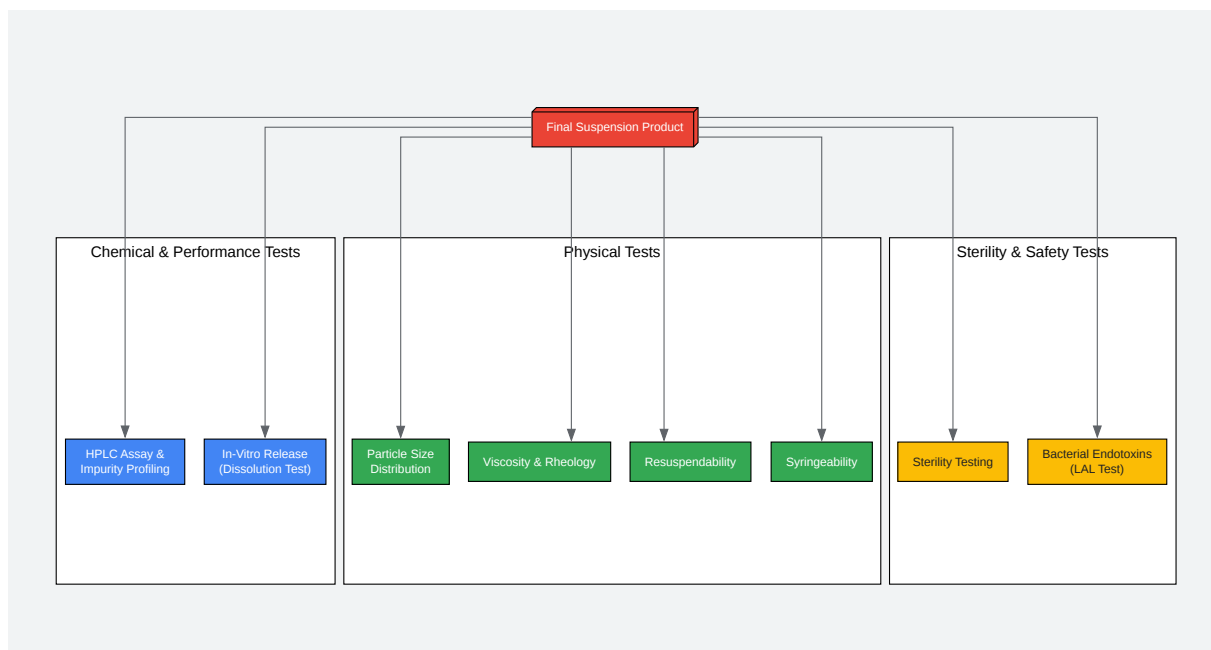 Final Suspension Product
Chemical & Performance Tests
Physical Tests
Sterility & Safety Tests
HPLC Assay &
Impurity Profiling
In-Vitro Release
(Dissolution Test)
Particle Size
Distribution
Viscosity & Rheology
Resuspendability
Syringeability
Sterility Testing
Bacterial Endotoxins
(LAL Test)